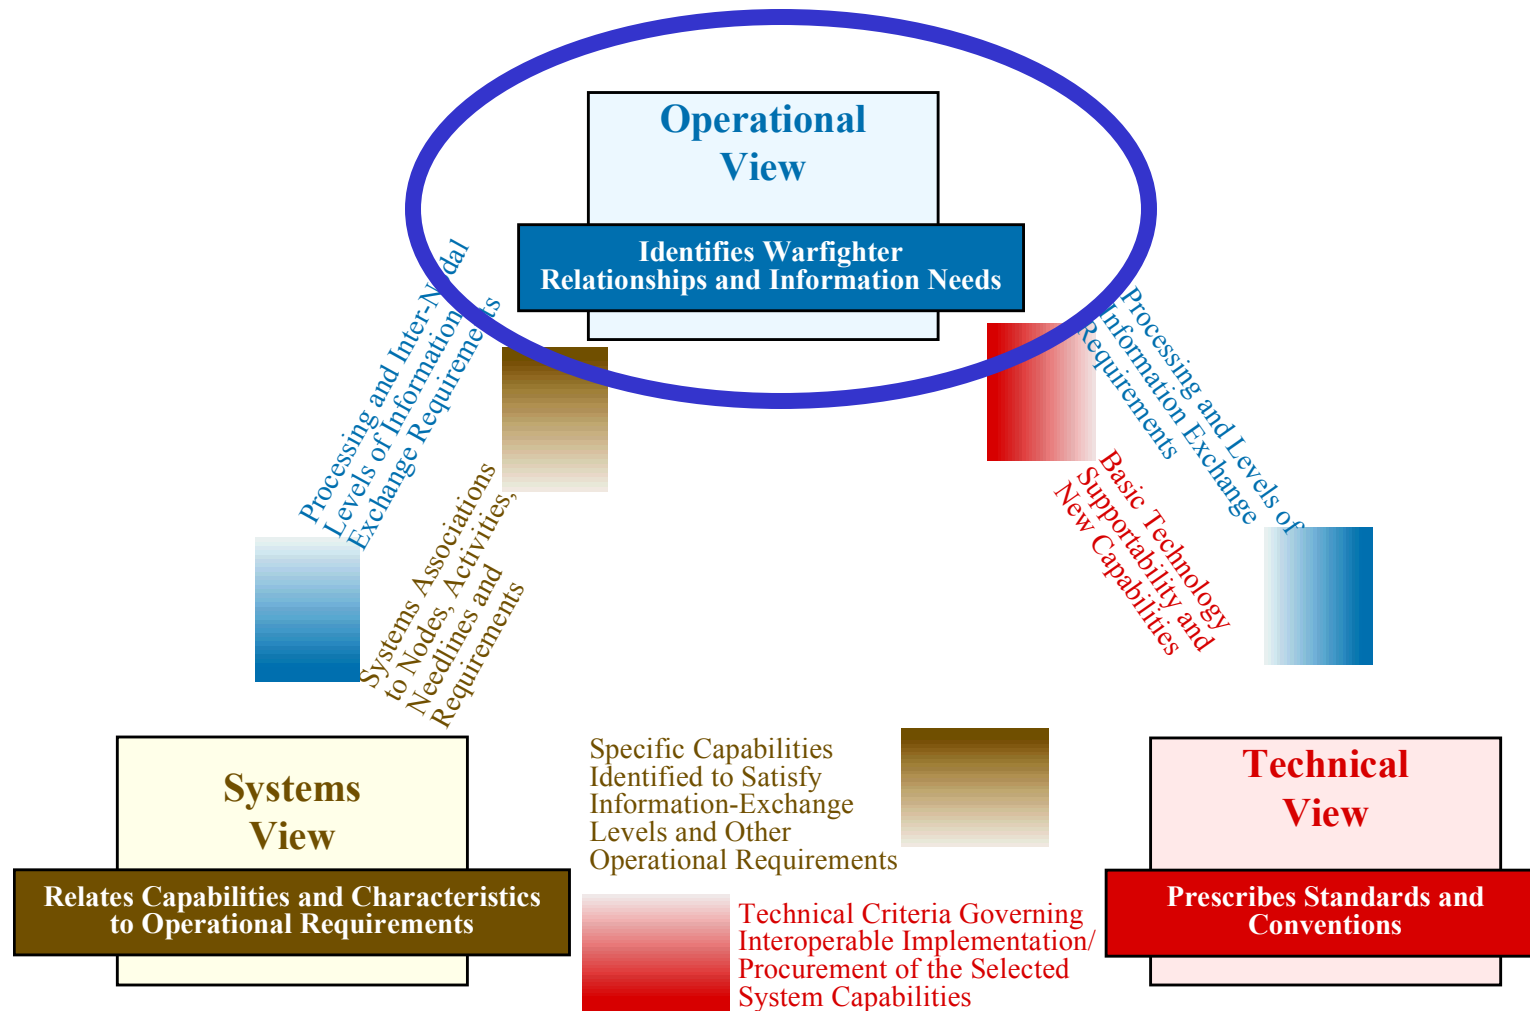 Operational
View
Identifies Warfighter
Relationships and Information Needs
Processing and Inter-Nodal
Levels of Information
Exchange Requirements
Systems Associations
to Nodes, Activities,
Needlines and
Requirements
Processing and Levels of
Information Exchange
Requirements
Basic Technology
Supportability and
New Capabilities
Systems
View
Relates Capabilities and Characteristics
to Operational Requirements
Specific Capabilities
Identified to Satisfy
Information-Exchange
Levels and Other
Operational Requirements
Technical Criteria Governing
Interoperable Implementation/
Procurement of the Selected
System Capabilities
Technical
View
Prescribes Standards and
Conventions